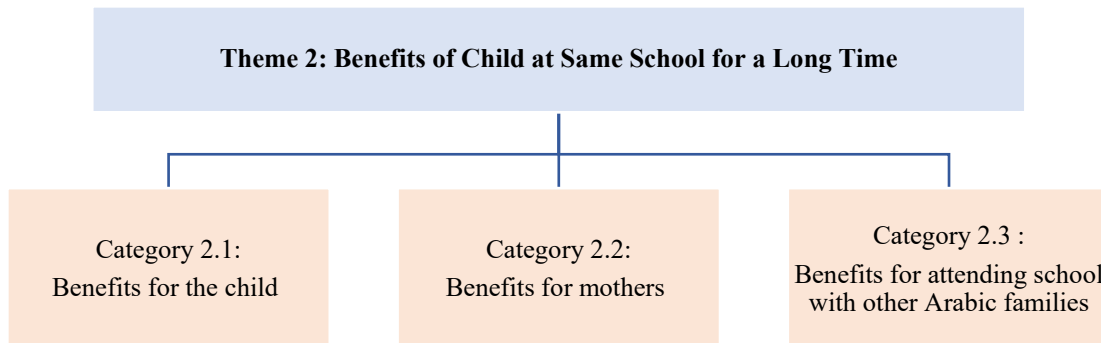 Theme 2: Benefits of Child at Same School for a Long Time
Category 2.1:
Benefits for the child
Category 2.2:
Benefits for mothers
Category 2.3 :
Benefits for attending school
with other Arabic families